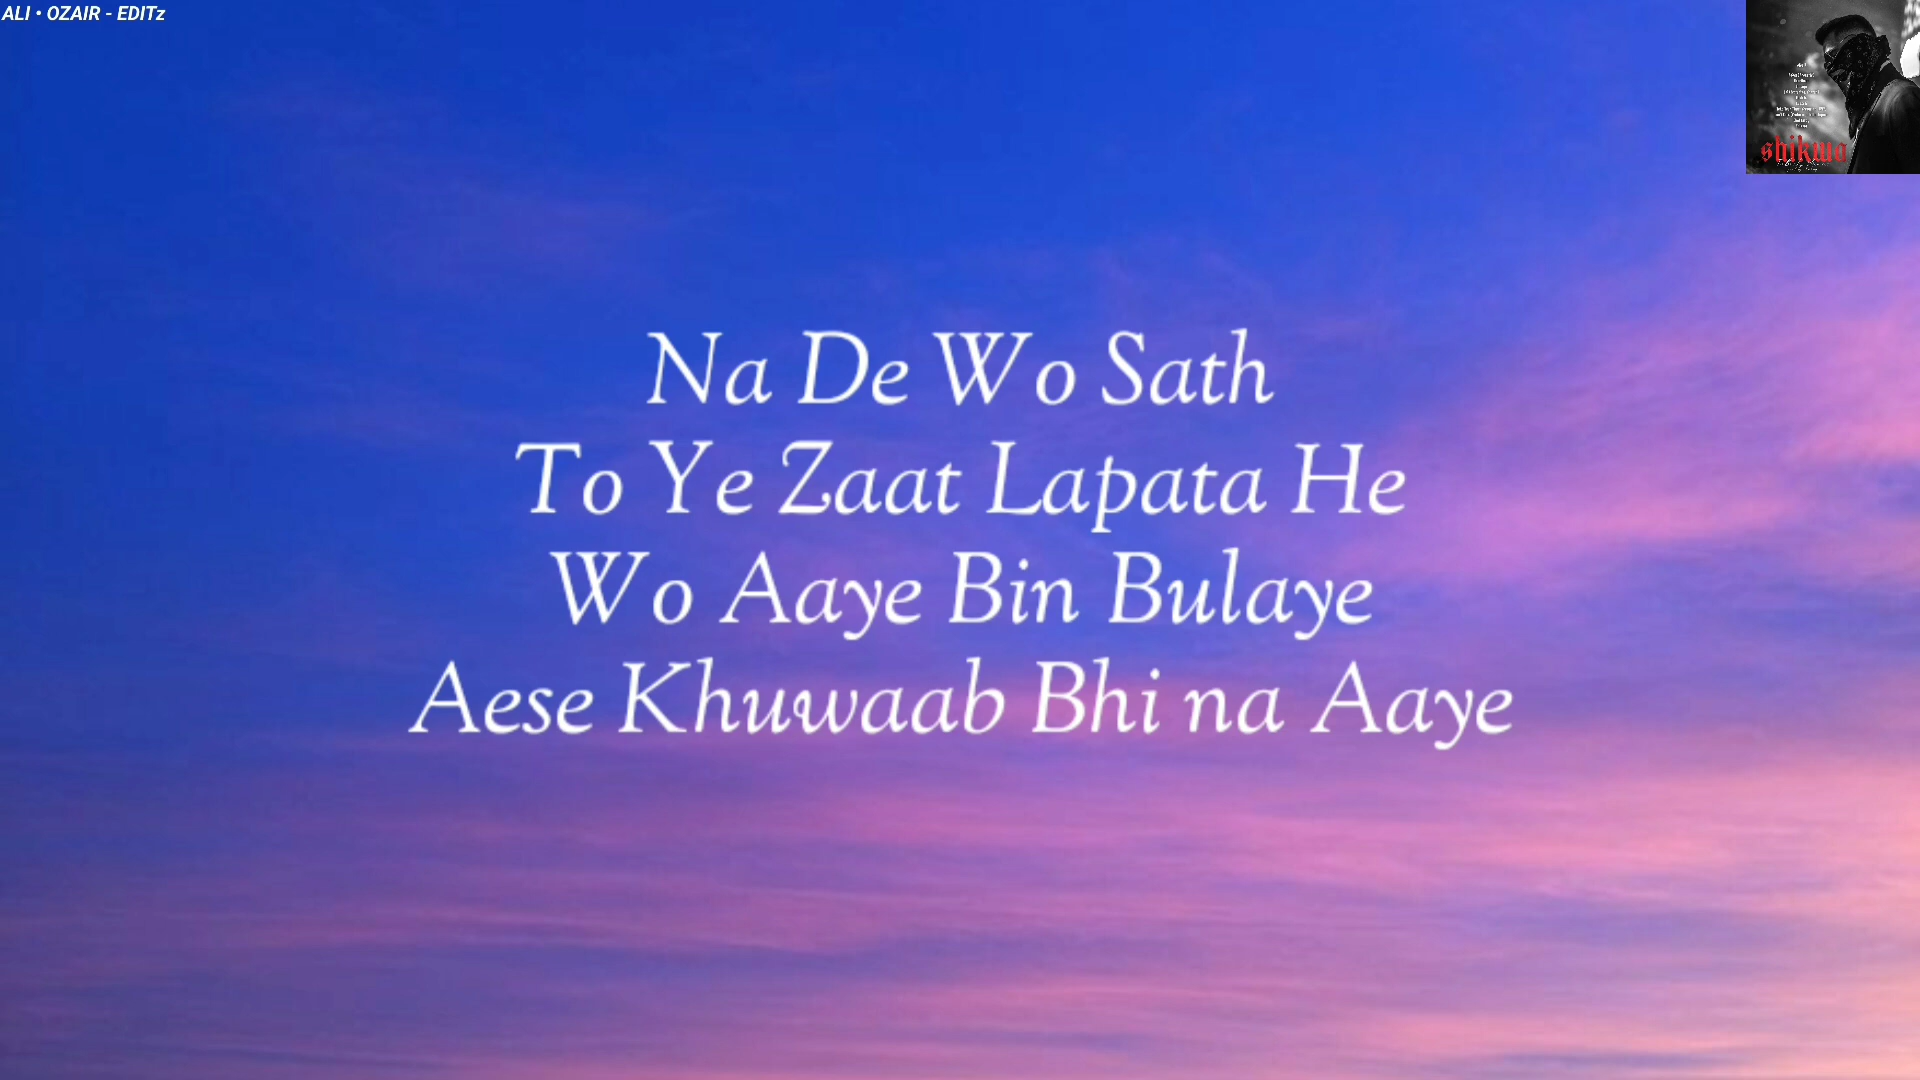 ALI • OZAIR - EDITz
shikwa
Na De Wo Sath
To Ye Zaat Lapata He
Wo Aaye Bin Bulaye
Aese Khuwaab Bhi na Aaye